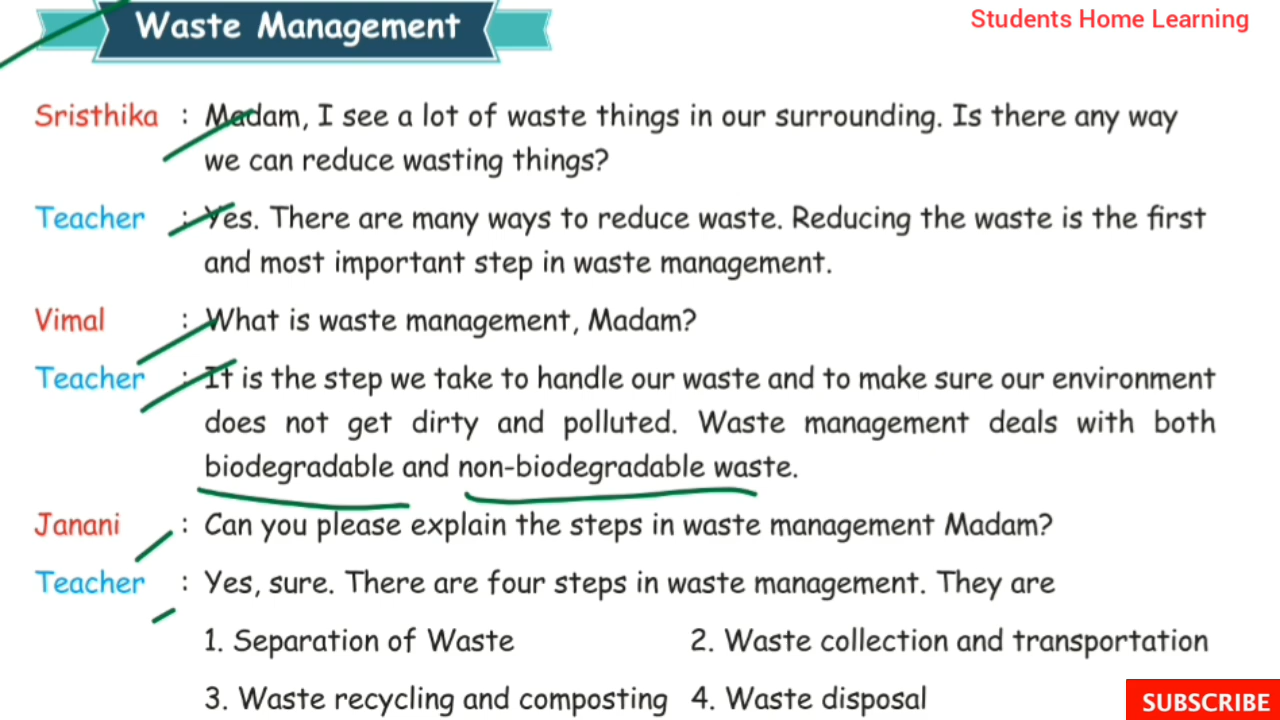 Waste Management
Students Home Learning
Sristhika : Madam, I see a lot of waste things in our surrounding. Is there any way
we can reduce wasting things?
Teacher : Yes. There are many ways to reduce waste. Reducing the waste is the first
and most important step in waste management.
Vimal : What is waste management, Madam?
Teacher : It is the step we take to handle our waste and to make sure our environment
does not get dirty and polluted. Waste management deals with both
biodegradable and non-biodegradable waste.
Janani : Can you please explain the steps in waste management Madam?
Teacher : Yes, sure. There are four steps in waste management. They are
1. Separation of Waste 2. Waste collection and transportation
3. Waste recycling and composting 4. Waste disposal
SUBSCRIBE